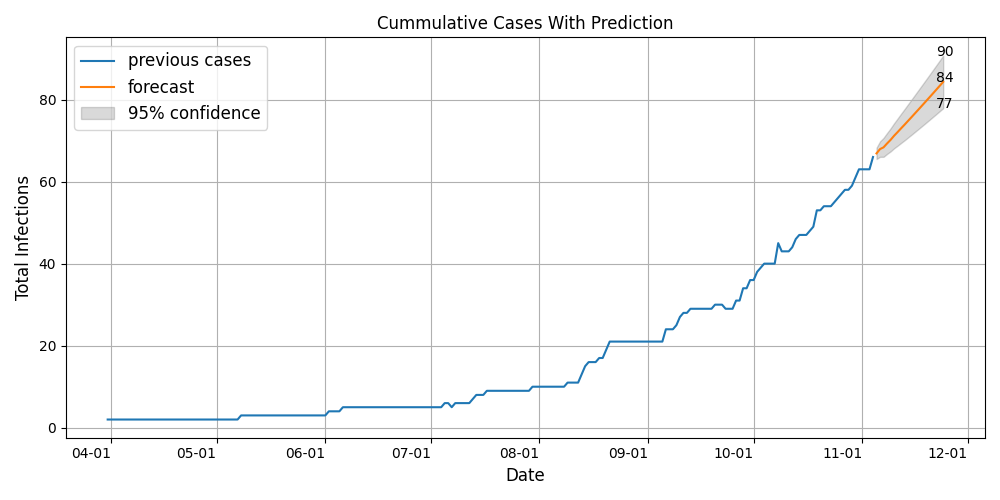 Cummulative Cases With Prediction
previous cases
forecast
95% confidence
90
84
77
Total Infections
80
60
40
20
0
04-01 05-01 06-01 07-01 08-01 09-01 10-01 11-01 12-01
Date